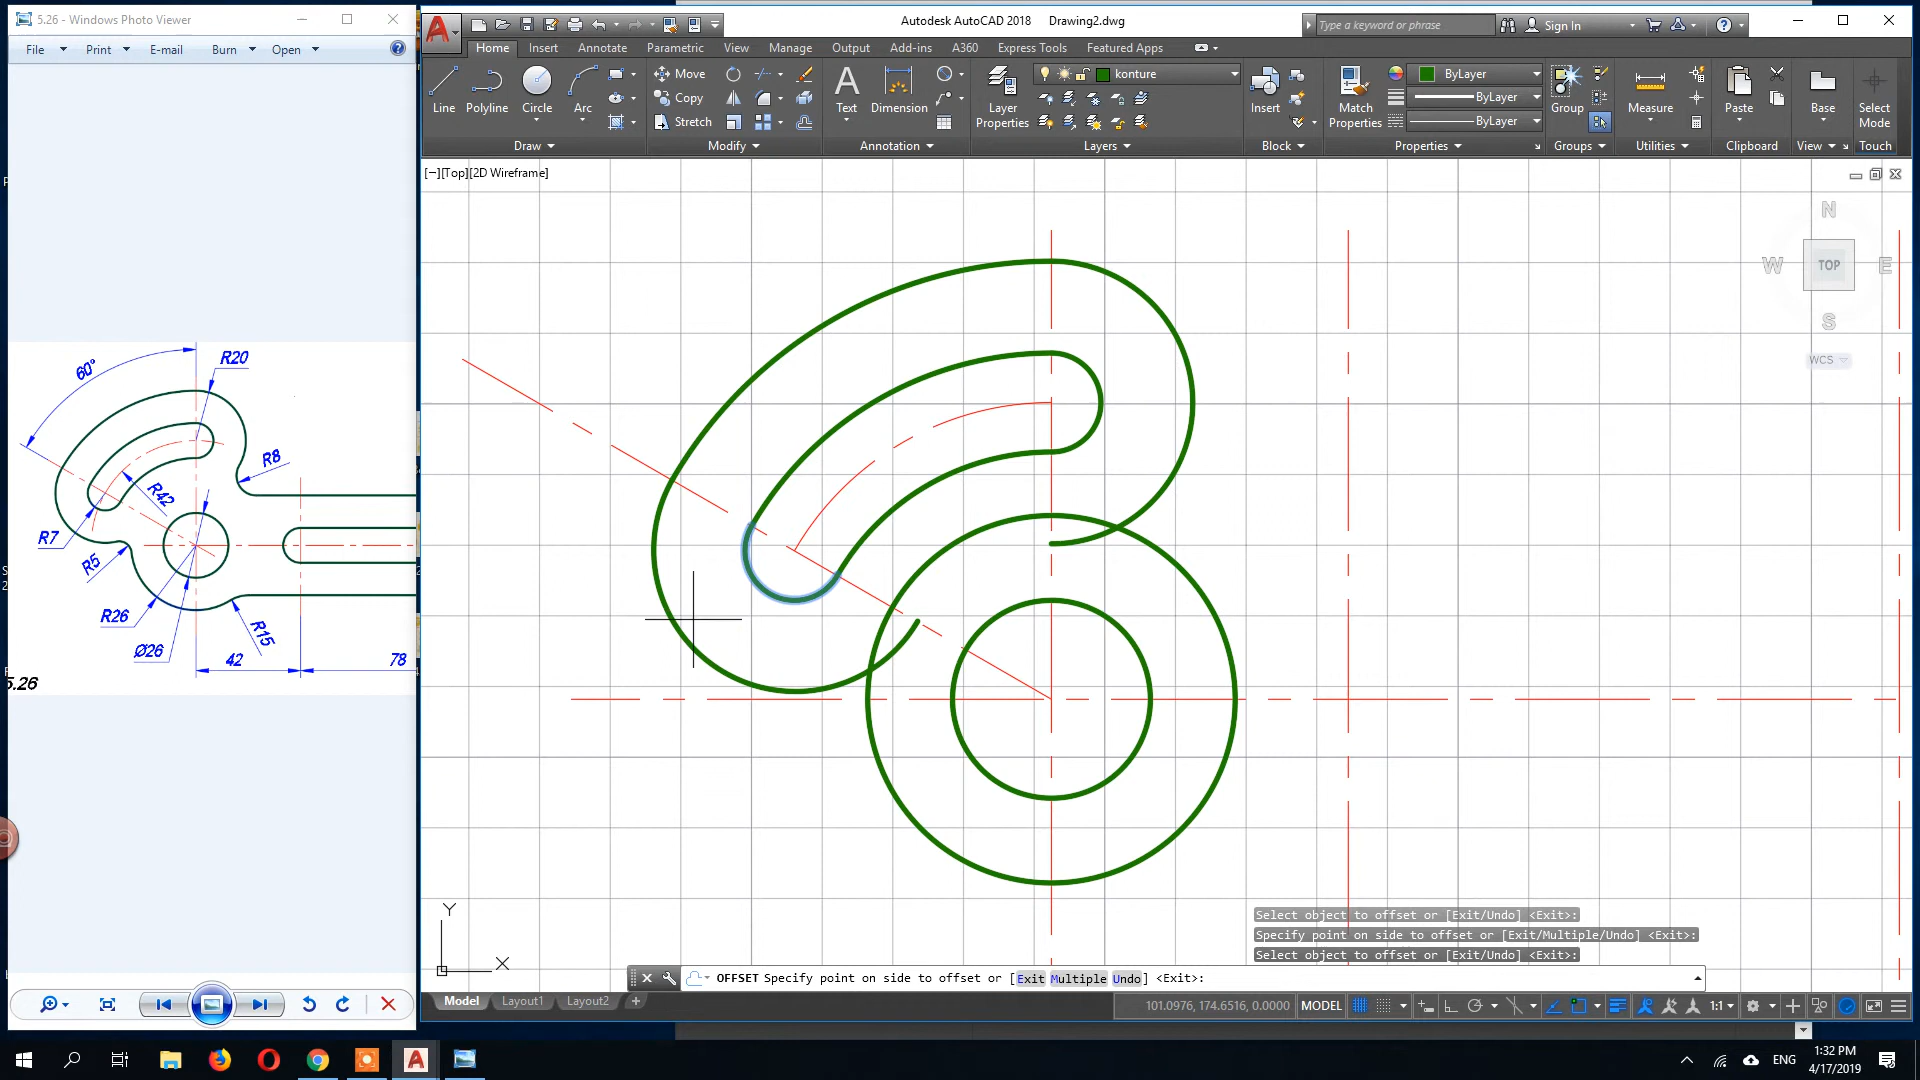 5.26 - Windows Photo Viewer
File Print E-mail Burn Open
60°
R20
R8
R42
R7
R5
R26
Ø26
R15
42
78
5.26
Autodesk AutoCAD 2018 Drawing2.dwg
Type a keyword or phrase
Sign In
Home Insert Annotate Parametric View Manage Output Add-ins A360 Express Tools Featured Apps
Line Polyline Circle Arc
Move
Copy
Stretch
Text Dimension
Layer Properties
konture
Insert
Match Properties
ByLayer
ByLayer
ByLayer
Group
Measure
Paste
Base
Select Mode
Draw Modify Annotation Layers Block Properties Groups Utilities Clipboard View Touch
[−][Top][2D Wireframe]
N
W TOP E
S
WCS
Y
X
Select object to offset or [Exit/Undo] <Exit>:
Specify point on side to offset or [Exit/Multiple/Undo] <Exit>:
Select object to offset or [Exit/Undo] <Exit>:
OFFSET Specify point on side to offset or [Exit Multiple Undo] <Exit>:
Model Layout1 Layout2 +
101.0976, 174.6516, 0.0000 MODEL 1:1
ENG
1:32 PM
4/17/2019